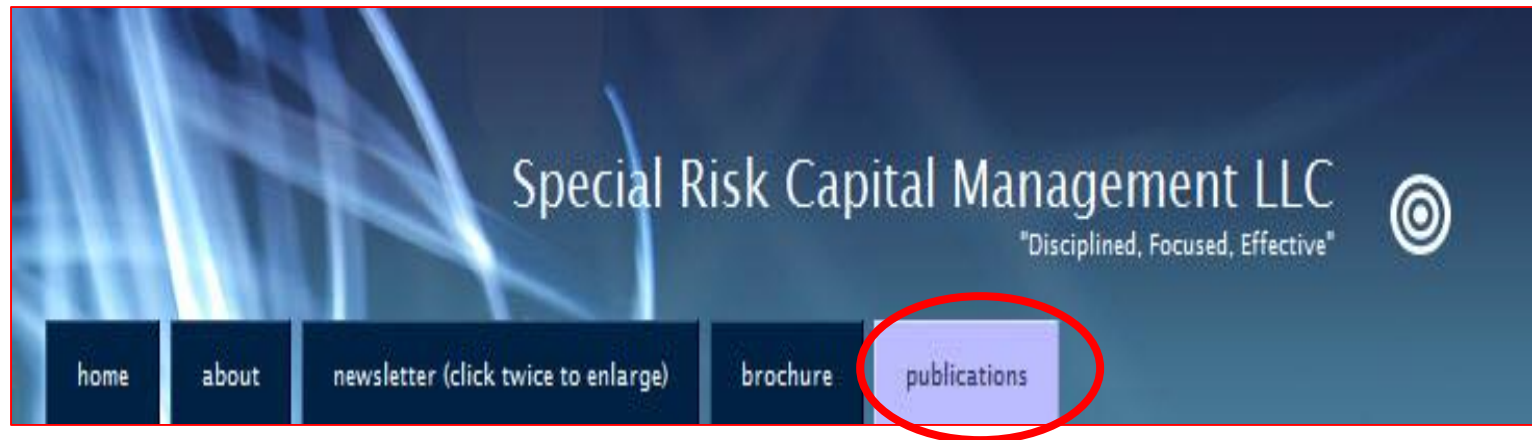 Special Risk Capital Management LLC
"Disciplined, Focused, Effective"
home about newsletter (click twice to enlarge) brochure publications